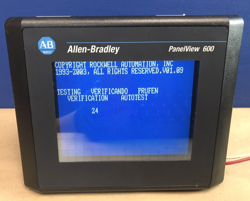 AB
Allen-Bradley
PanelView 600
COPYRIGHT ROCKWELL AUTOMATION, INC
1993-2003, ALL RIGHTS RESERVED.V01.09
TESTING VERIFICANDO PRUFEN
VERIFICATION AUTOTEST
24